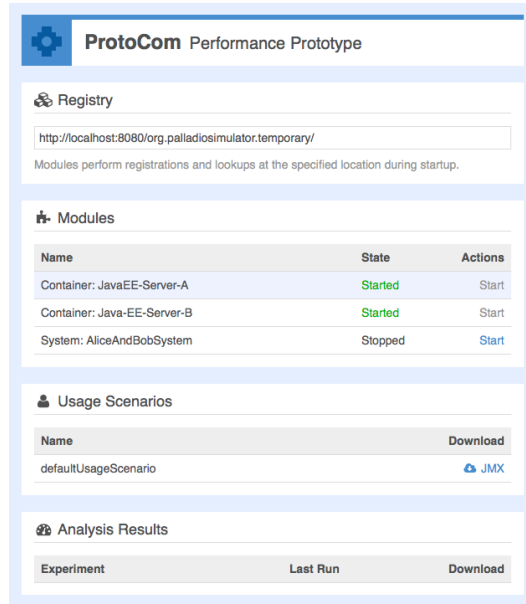 ProtoCom Performance Prototype
Registry
http://localhost:8080/org.palladiosimulator.temporary/
Modules perform registrations and lookups at the specified location during startup.
Modules
Name State Actions
Container: JavaEE-Server-A Started Start
Container: Java-EE-Server-B Started Start
System: AliceAndBobSystem Stopped Start
Usage Scenarios
Name Download
defaultUsageScenario JMX
Analysis Results
Experiment Last Run Download